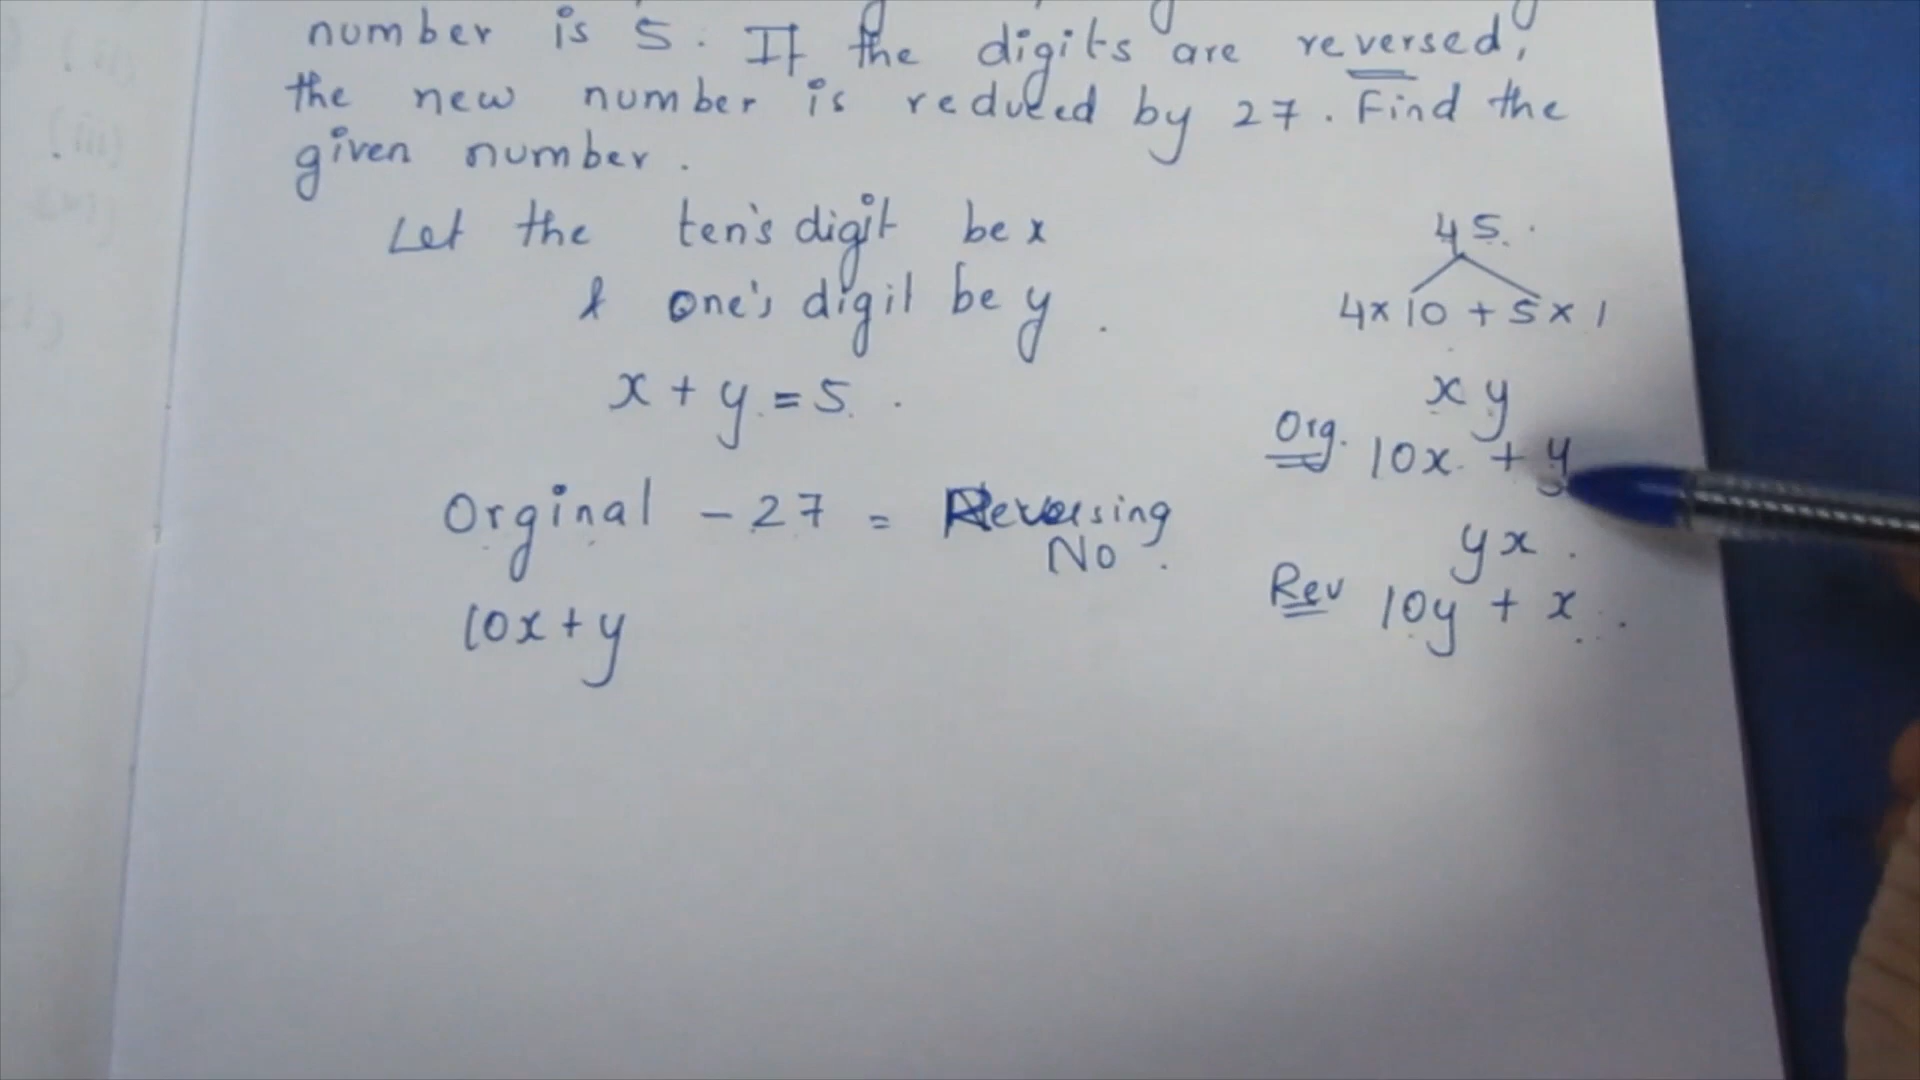 number is 5. If the digits are reversed,
the new number is reduced by 27. Find the
given number.
Let the ten's digit be x
& one's digit be y.
x + y = 5.
Orginal - 27 = Reversing
No.
10x + y
45.
4x10 + 5x1
xy
Org. 10x + y
yx.
Rev 10y + x